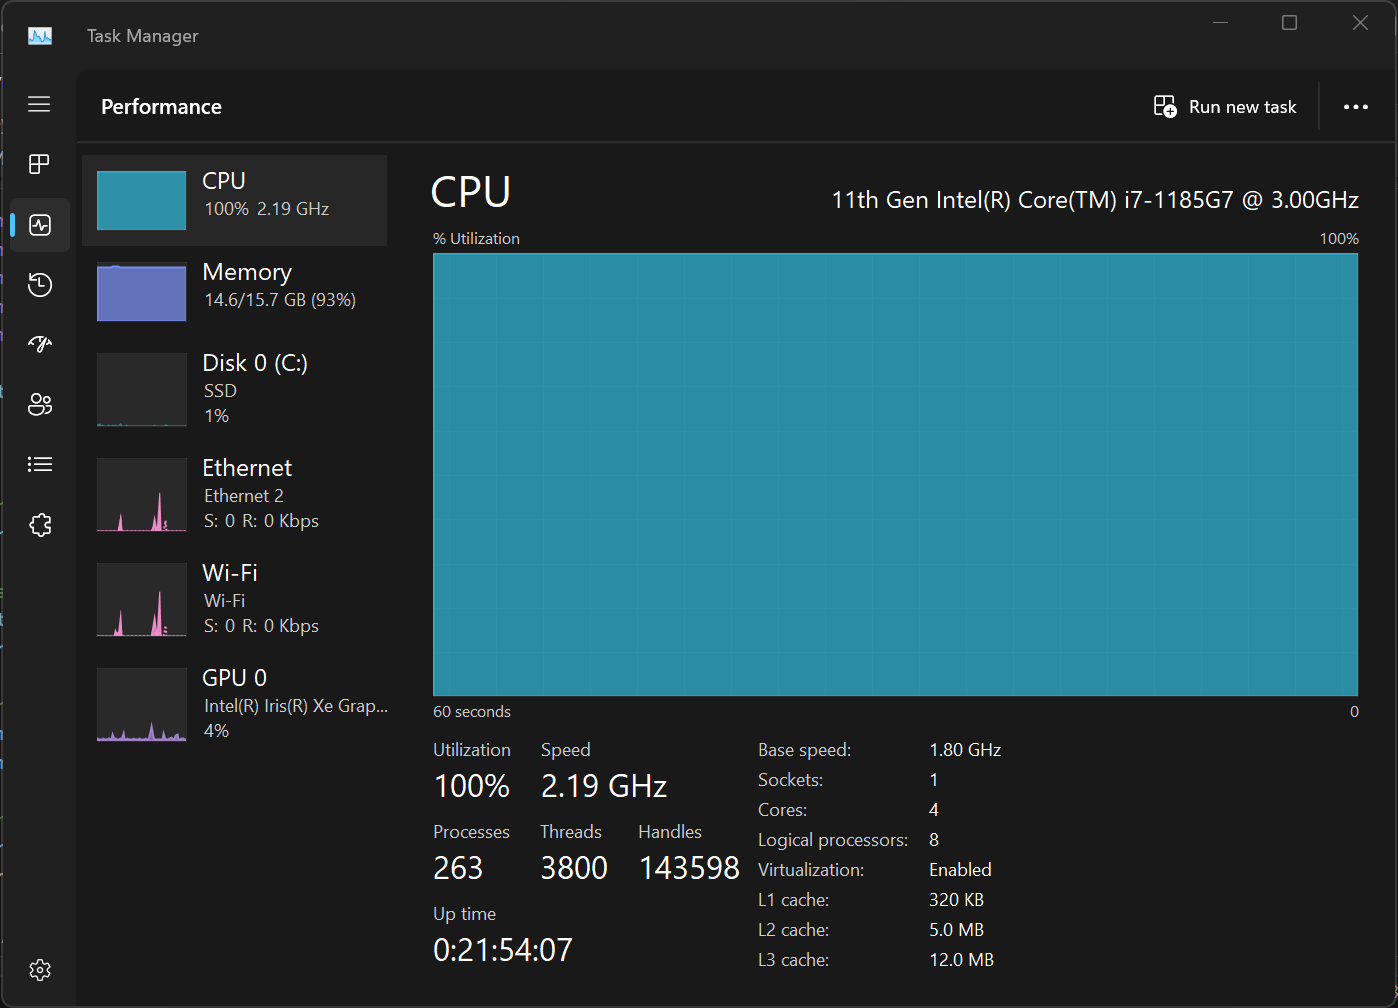 Task Manager
Performance
Run new task
CPU
100% 2.19 GHz
Memory
14.6/15.7 GB (93%)
Disk 0 (C:)
SSD
1%
Ethernet
Ethernet 2
S: 0 R: 0 Kbps
Wi-Fi
Wi-Fi
S: 0 R: 0 Kbps
GPU 0
Intel(R) Iris(R) Xe Grap...
4%
CPU
11th Gen Intel(R) Core(TM) i7-1185G7 @ 3.00GHz
% Utilization
100%
60 seconds
0
Utilization
100%
Speed
2.19 GHz
Processes
263
Threads
3800
Handles
143598
Up time
0:21:54:07
Base speed: 1.80 GHz
Sockets: 1
Cores: 4
Logical processors: 8
Virtualization: Enabled
L1 cache: 320 KB
L2 cache: 5.0 MB
L3 cache: 12.0 MB